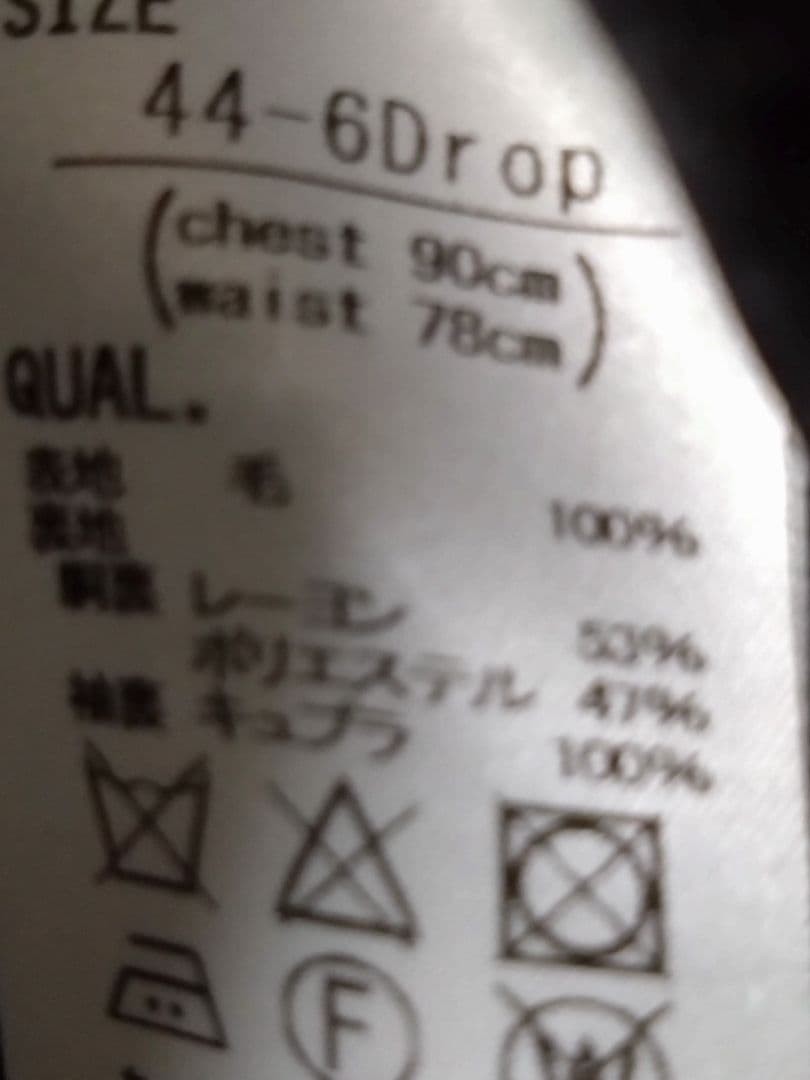 SIZE
44-6Drop
(chest 90cm
waist 78cm)
QUAL.
表地 毛 100%
裏地
胴裏 レーヨン 53%
ポリエステル 47%
袖裏 キュプラ 100%
F
W